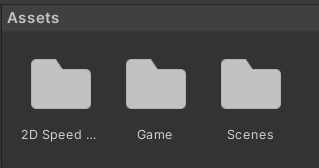 Assets
2D Speed ...
Game
Scenes